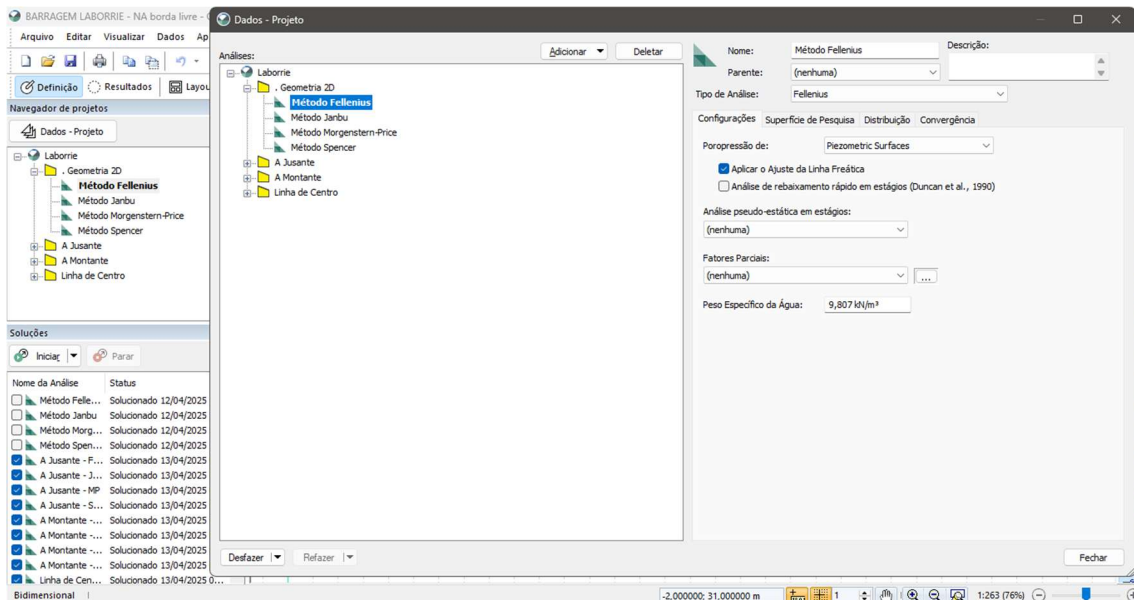 BARRAGEM LABORRIE - NA borda livre -
Dados - Projeto
Arquivo Editar Visualizar Dados Ap
Definição Resultados Layou
Navegador de projetos
Dados - Projeto
Laborrie
. Geometria 2D
Método Fellenius
Método Janbu
Método Morgenstern-Price
Método Spencer
A Jusante
A Montante
Linha de Centro
Soluções
Iniciar Parar
Nome da Análise Status
Método Felle... Solucionado 12/04/2025
Método Janbu Solucionado 12/04/2025
Método Morg... Solucionado 12/04/2025
Método Spen... Solucionado 12/04/2025
A Jusante - F... Solucionado 13/04/2025
A Jusante - J... Solucionado 13/04/2025
A Jusante - MP Solucionado 13/04/2025
A Jusante - S... Solucionado 13/04/2025
A Montante -... Solucionado 13/04/2025
A Montante -... Solucionado 13/04/2025
A Montante -... Solucionado 13/04/2025
A Montante -... Solucionado 13/04/2025
Linha de Cen... Solucionado 13/04/2025 0...
Análises:
Adicionar Deletar
Laborrie
. Geometria 2D
Método Fellenius
Método Janbu
Método Morgenstern-Price
Método Spencer
A Jusante
A Montante
Linha de Centro
Desfazer Refazer
Nome: Método Fellenius Descrição:
Parente: (nenhuma)
Tipo de Análise: Fellenius
Configurações Superfície de Pesquisa Distribuição Convergência
Poropressão de: Piezometric Surfaces
Aplicar o Ajuste da Linha Freática
Análise de rebaixamento rápido em estágios (Duncan et al., 1990)
Análise pseudo-estática em estágios:
(nenhuma)
Fatores Parciais:
(nenhuma) ...
Peso Específico da Água: 9,807 kN/m³
Fechar
Bidimensional -2,000000; 31,000000 m 1 1:263 (76%)